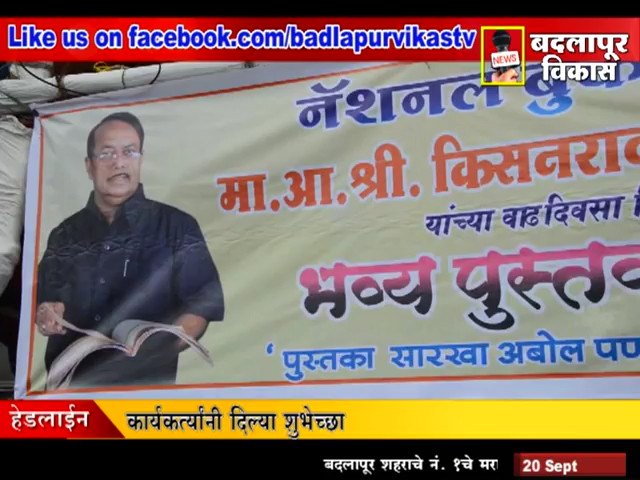 Like us on facebook.com/badlapurvikastv
NEWS
बदलापूर
विकास
नॅशनल
मा.आ.श्री. किसनराव
यांच्या वाढदिवसा
भव्य पुस्तक
‘पुस्तका सारखा अबोल
हेडलाईन
कार्यकर्त्यांनी दिल्या शुभेच्छा
बदलापूर शहराचे नं. १चे मरा
20 Sept